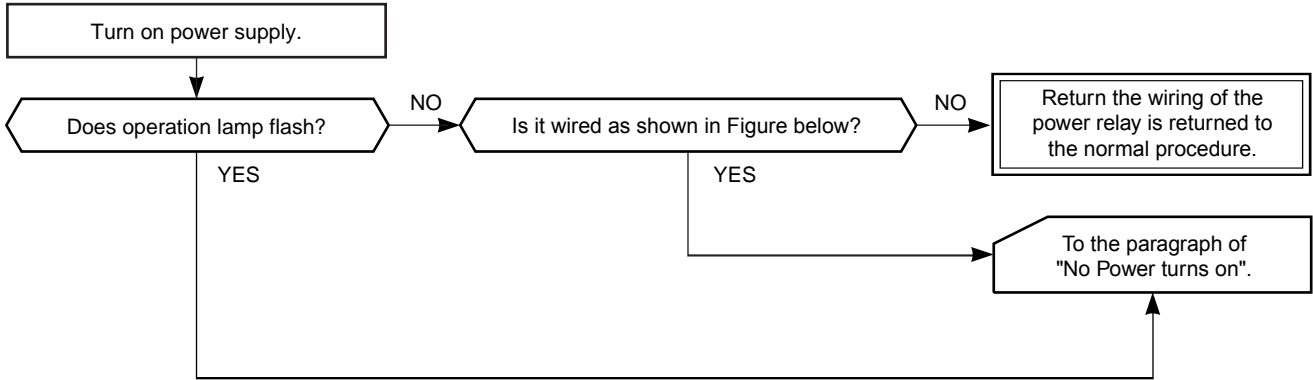 Turn on power supply.
Does operation lamp flash?
NO
Is it wired as shown in Figure below?
NO
Return the wiring of the
power relay is returned to
the normal procedure.
YES
YES
To the paragraph of
"No Power turns on".